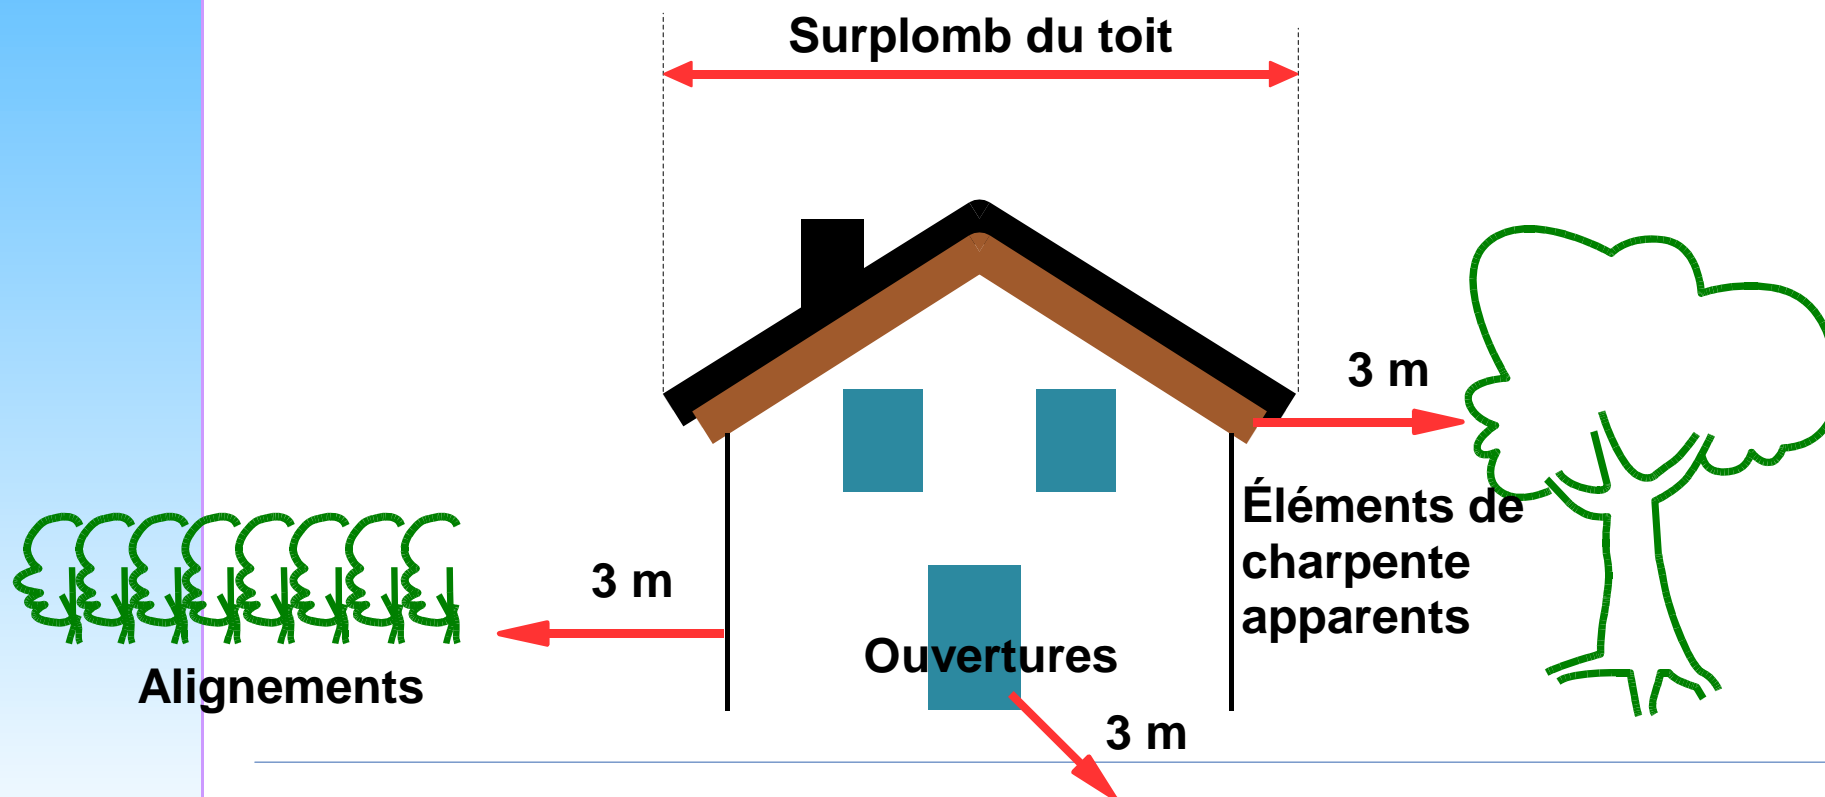 Surplomb du toit
3 m
Éléments de
charpente
apparents
3 m
Ouvertures
Alignements
3 m